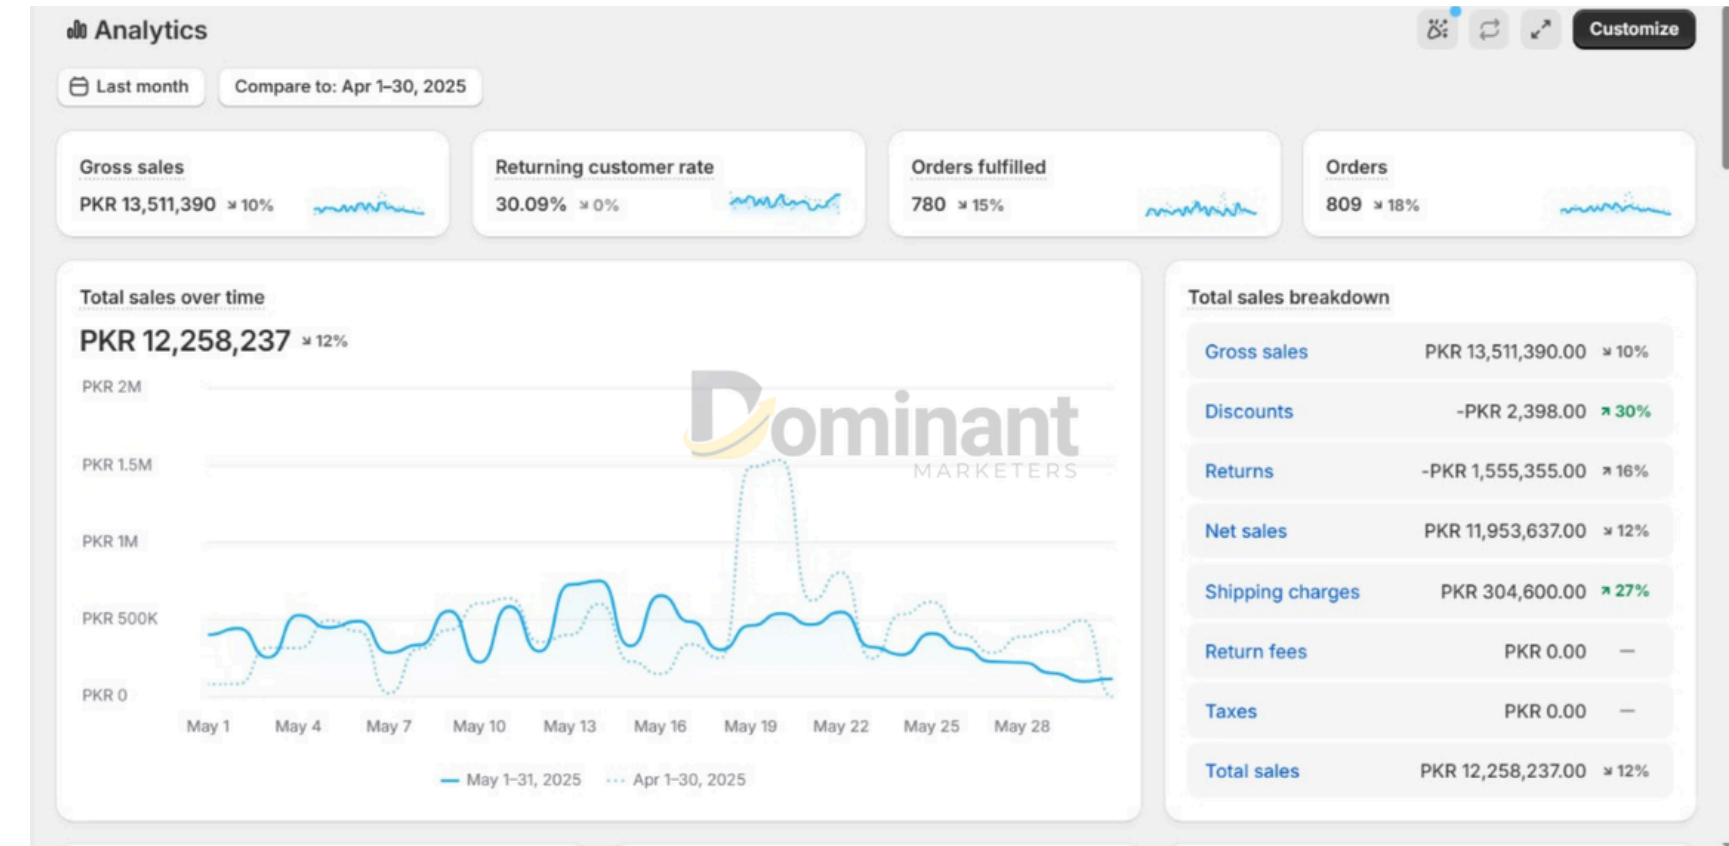 Analytics
Customize
Last month
Compare to: Apr 1–30, 2025
Gross sales
PKR 13,511,390 ↘ 10%
Returning customer rate
30.09% ↘ 0%
Orders fulfilled
780 ↘ 15%
Orders
809 ↘ 18%
Total sales over time
PKR 12,258,237 ↘ 12%
PKR 2M
PKR 1.5M
PKR 1M
PKR 500K
PKR 0
May 1 May 4 May 7 May 10 May 13 May 16 May 19 May 22 May 25 May 28
May 1–31, 2025 Apr 1–30, 2025
Dominant
MARKETERS
Total sales breakdown
Gross sales PKR 13,511,390.00 ↘ 10%
Discounts -PKR 2,398.00 ↗ 30%
Returns -PKR 1,555,355.00 ↗ 16%
Net sales PKR 11,953,637.00 ↘ 12%
Shipping charges PKR 304,600.00 ↗ 27%
Return fees PKR 0.00 —
Taxes PKR 0.00 —
Total sales PKR 12,258,237.00 ↘ 12%